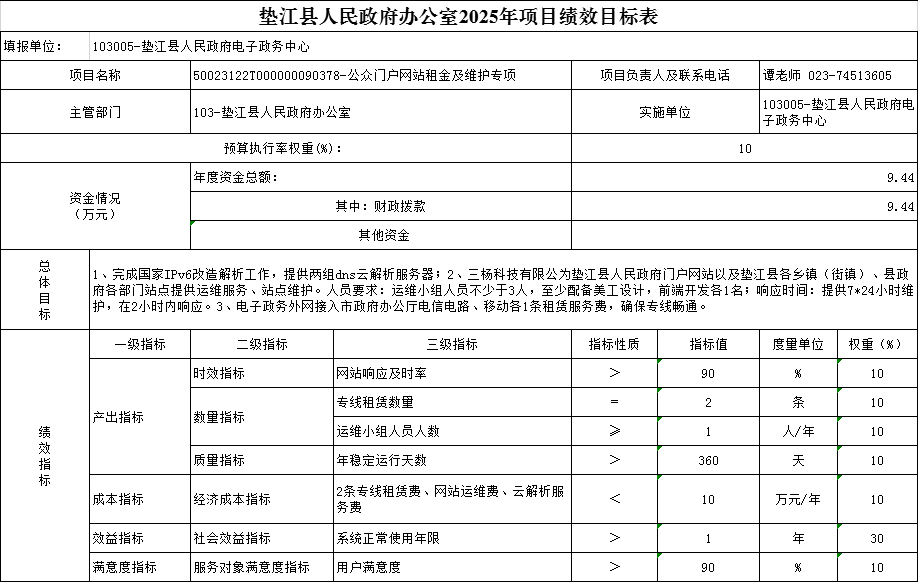 垫江县人民政府办公室2025年项目绩效目标表
填报单位： 103005-垫江县人民政府电子政务中心
项目名称 50023122T000000090378-公众门户网站租金及维护专项 项目负责人及联系电话 谭老师 023-74513605
主管部门 103-垫江县人民政府办公室 实施单位 103005-垫江县人民政府电
子政务中心
预算执行率权重(%)： 10
资金情况
（万元）
年度资金总额： 9.44
其中：财政拨款 9.44
其他资金
总体目标
1、完成国家IPv6改造解析工作，提供两组dns云解析服务器；2、三杨科技有限公为垫江县人民政府门户网站以及垫江县各乡镇（街镇）、县政
府各部门站点提供运维服务、站点维护。人员要求：运维小组人员不少于3人，至少配备美工设计，前端开发各1名；响应时间：提供7*24小时维
护，在2小时内响应。3、电子政务外网接入市政府办公厅电信电路、移动各1条租赁服务费，确保专线畅通。
绩效指标
一级指标 二级指标 三级指标 指标性质 指标值 度量单位 权重（%）
产出指标 时效指标 网站响应及时率 ＞ 90 % 10
数量指标 专线租赁数量 ＝ 2 条 10
运维小组人员人数 ≥ 1 人/年 10
质量指标 年稳定运行天数 ＞ 360 天 10
成本指标 经济成本指标 2条专线租赁费、网站运维费、云解析服
务费 ＜ 10 万元/年 10
效益指标 社会效益指标 系统正常使用年限 ＞ 1 年 30
满意度指标 服务对象满意度指标 用户满意度 ＞ 90 % 10